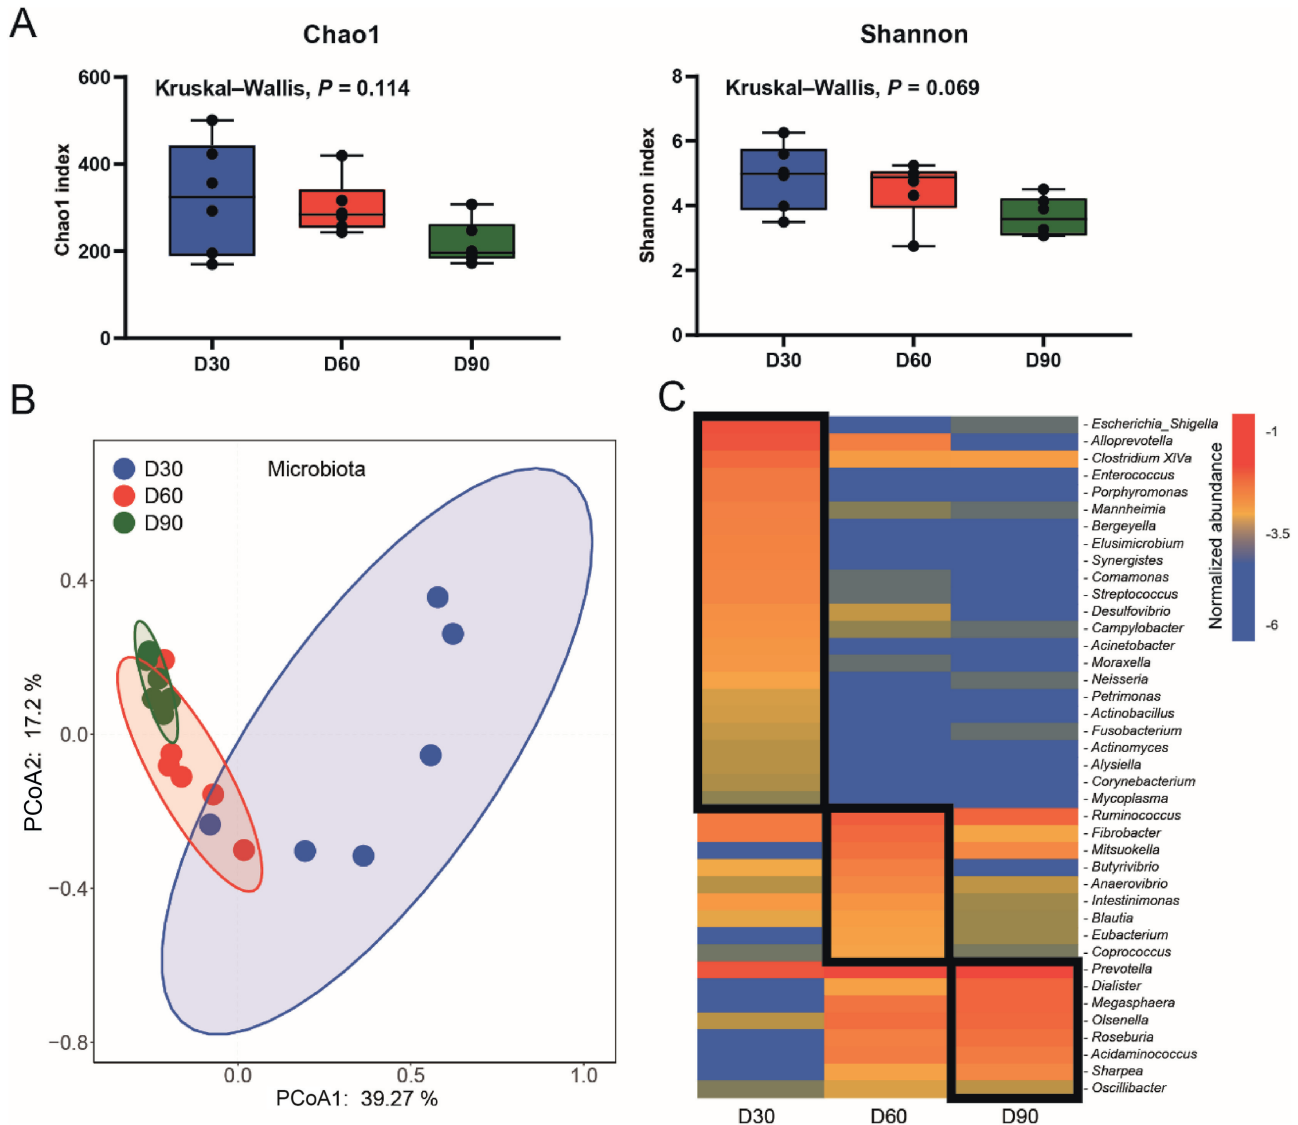 A
Chao1
Kruskal–Wallis, P = 0.114
Chao1 index
600
400
200
0
D30 D60 D90
Shannon
Kruskal–Wallis, P = 0.069
Shannon index
8
6
4
2
0
D30 D60 D90
B
Microbiota
D30
D60
D90
PCoA2: 17.2 %
0.4
0.0
−0.4
−0.8
0.0 0.5 1.0
PCoA1: 39.27 %
C
- Escherichia_Shigella
- Alloprevotella
- Clostridium XlVa
- Enterococcus
- Porphyromonas
- Mannheimia
- Bergeyella
- Elusimicrobium
- Synergistes
- Comamonas
- Streptococcus
- Desulfovibrio
- Campylobacter
- Acinetobacter
- Moraxella
- Neisseria
- Petrimonas
- Actinobacillus
- Fusobacterium
- Actinomyces
- Alysiella
- Corynebacterium
- Mycoplasma
- Ruminococcus
- Fibrobacter
- Mitsuokella
- Butyrivibrio
- Anaerovibrio
- Intestinimonas
- Blautia
- Eubacterium
- Coprococcus
- Prevotella
- Dialister
- Megasphaera
- Olsenella
- Roseburia
- Acidaminococcus
- Sharpea
- Oscillibacter
D30 D60 D90
Normalized abundance
-1
-3.5
-6